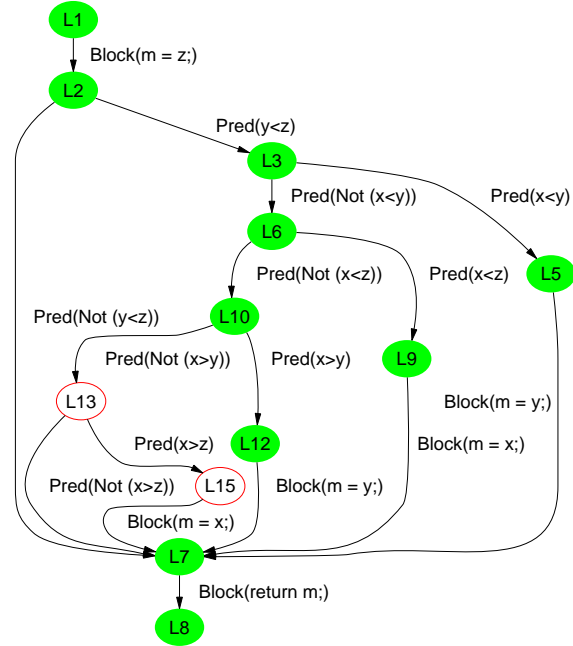 L1
Block(m = z;)
L2
Pred(y<z)
L3
Pred(Not (x<y))
Pred(x<y)
L6
Pred(Not (x<z))
Pred(x<z)
L5
L10
Pred(Not (y<z))
Pred(Not (x>y))
Pred(x>y)
L9
L13
Block(m = y;)
Pred(x>z)
L12
Block(m = x;)
Pred(Not (x>z))
L15
Block(m = y;)
Block(m = x;)
L7
Block(return m;)
L8